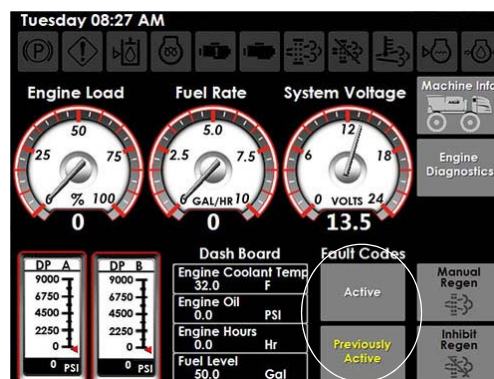 Tuesday 08:27 AM
(P)
Engine Load
Fuel Rate
System Voltage
Machine Info
50
25
75
0
%
100
0
5.0
2.5
7.5
GAL/HR
10
0
12
6
18
0
VOLTS
24
13.5
Engine
Diagnostics
DP A
9000
6750
4500
2250
0
0 PSI
DP B
9000
6750
4500
2250
0
0 PSI
Dash Board
Engine Coolant Temp
32.0 F
Engine Oil
0.0 PSI
Engine Hours
0.0 Hr
Fuel Level
50.0 Gal
Fault Codes
Active
Previously
Active
Manual
Regen
Inhibit
Regen